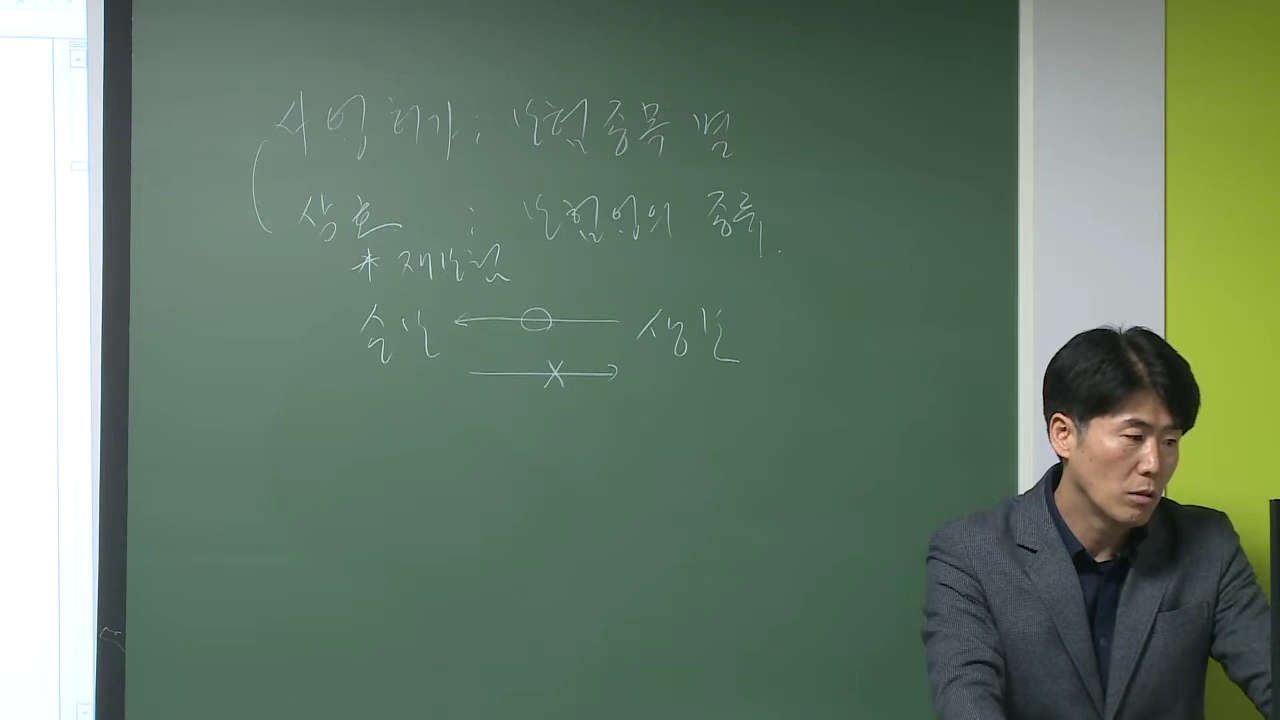 사업허가 : 보험종목 별
상호 : 보험업의 종류.
* 재보험
손보 ← ○ 생보
→ X